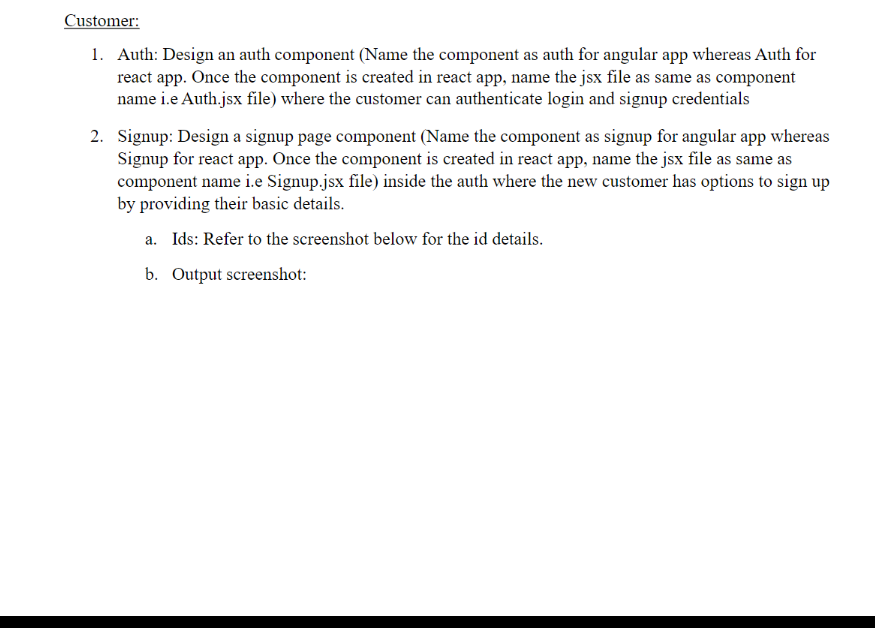 Customer:
1. Auth: Design an auth component (Name the component as auth for angular app whereas Auth for
react app. Once the component is created in react app, name the jsx file as same as component
name i.e Auth.jsx file) where the customer can authenticate login and signup credentials
2. Signup: Design a signup page component (Name the component as signup for angular app whereas
Signup for react app. Once the component is created in react app, name the jsx file as same as
component name i.e Signup.jsx file) inside the auth where the new customer has options to sign up
by providing their basic details.
a. Ids: Refer to the screenshot below for the id details.
b. Output screenshot: